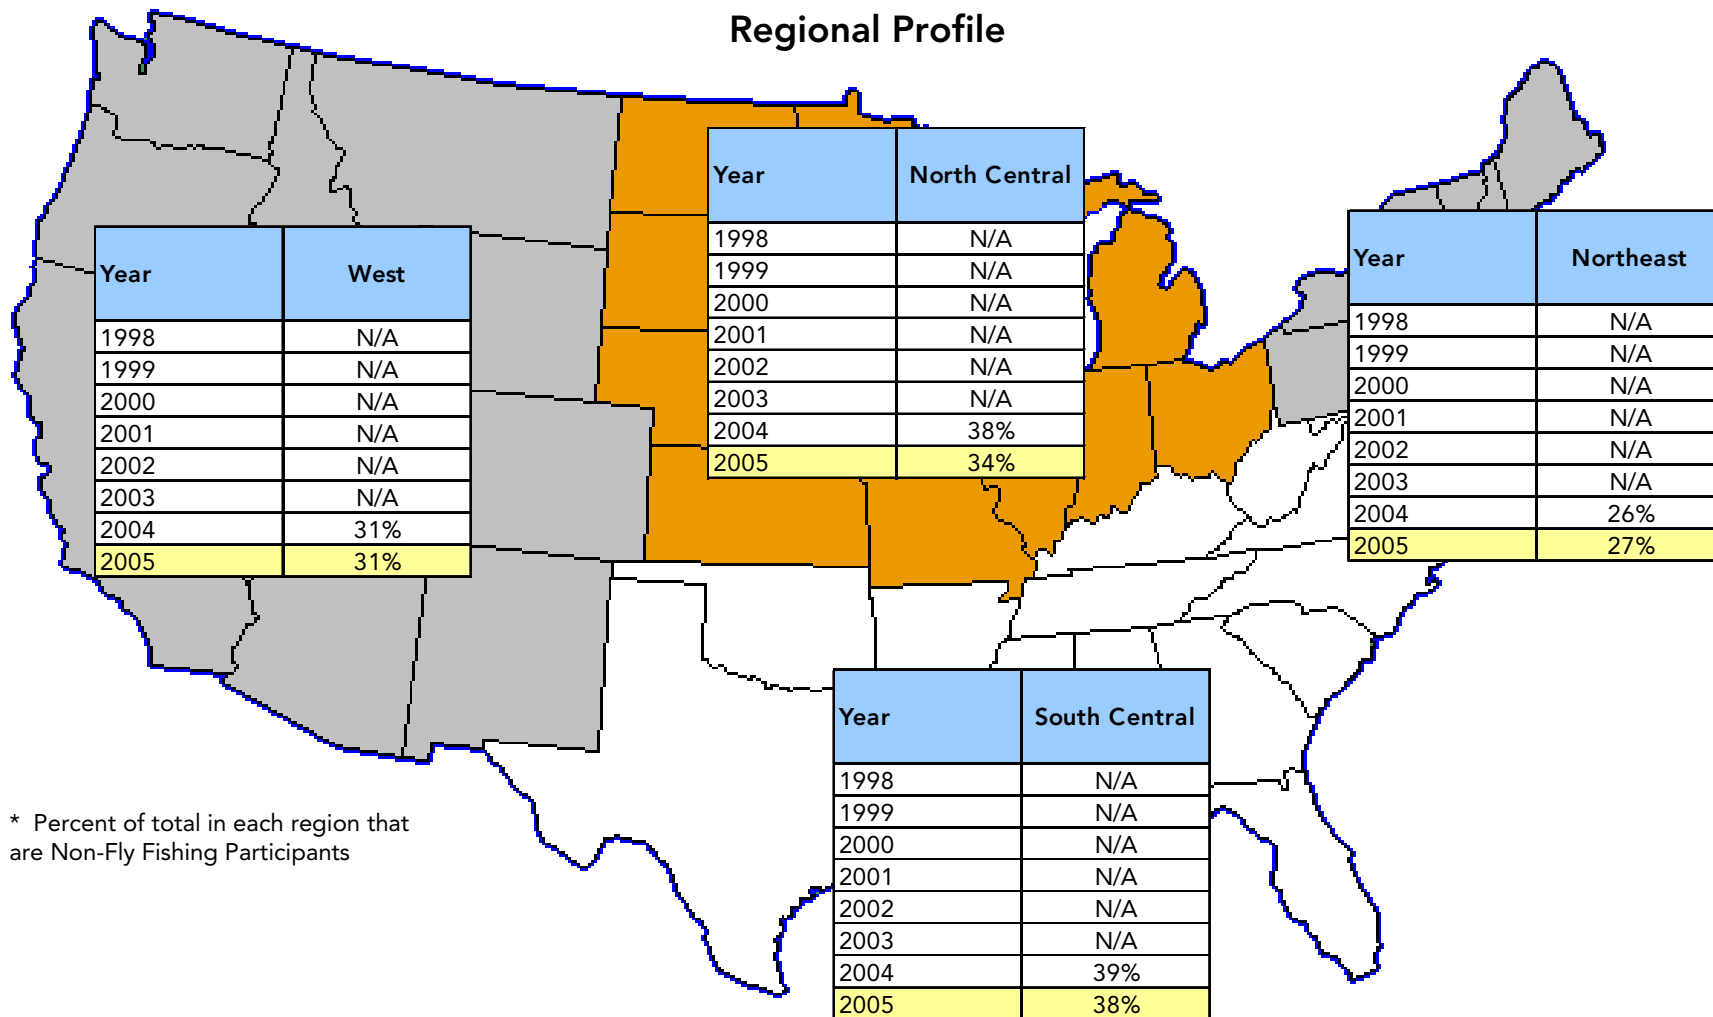 Regional Profile
Year North Central
1998 N/A
1999 N/A
2000 N/A
2001 N/A
2002 N/A
2003 N/A
2004 38%
2005 34%
Year West
1998 N/A
1999 N/A
2000 N/A
2001 N/A
2002 N/A
2003 N/A
2004 31%
2005 31%
Year Northeast
1998 N/A
1999 N/A
2000 N/A
2001 N/A
2002 N/A
2003 N/A
2004 26%
2005 27%
Year South Central
1998 N/A
1999 N/A
2000 N/A
2001 N/A
2002 N/A
2003 N/A
2004 39%
2005 38%
* Percent of total in each region that
are Non-Fly Fishing Participants